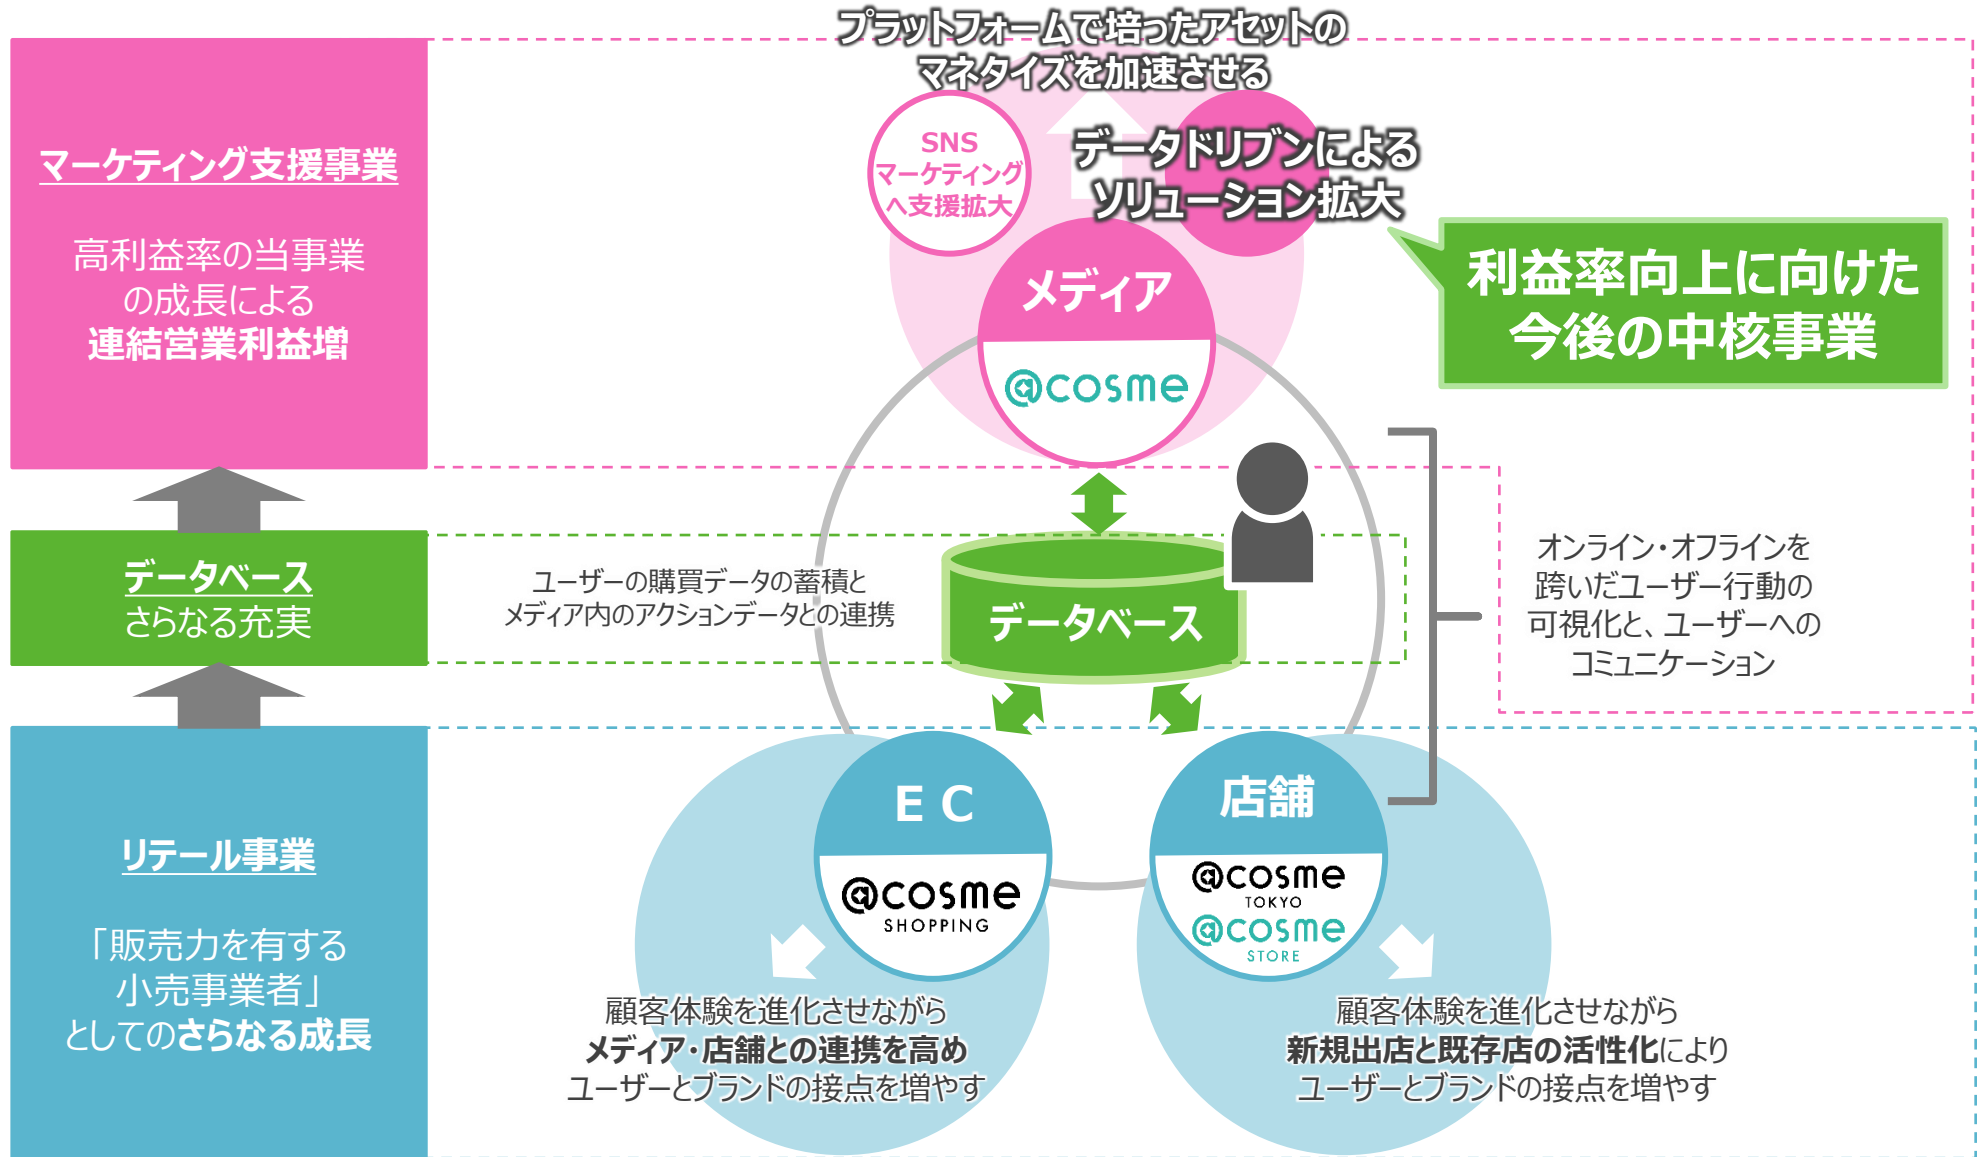 プラットフォームで培ったアセットの
マネタイズを加速させる
マーケティング支援事業
高利益率の当事業
の成長による
連結営業利益増
SNS
マーケティング
へ支援拡大
データドリブンによる
ソリューション拡大
メディア
@cosme
利益率向上に向けた
今後の中核事業
データベース
さらなる充実
ユーザーの購買データの蓄積と
メディア内のアクションデータとの連携
データベース
オンライン・オフラインを
跨いだユーザー行動の
可視化と、ユーザーへの
コミュニケーション
リテール事業
「販売力を有する
小売事業者」
としてのさらなる成長
EC
@cosme
SHOPPING
店舗
@cosme
TOKYO
@cosme
STORE
顧客体験を進化させながら
メディア・店舗との連携を高め
ユーザーとブランドの接点を増やす
顧客体験を進化させながら
新規出店と既存店の活性化により
ユーザーとブランドの接点を増やす